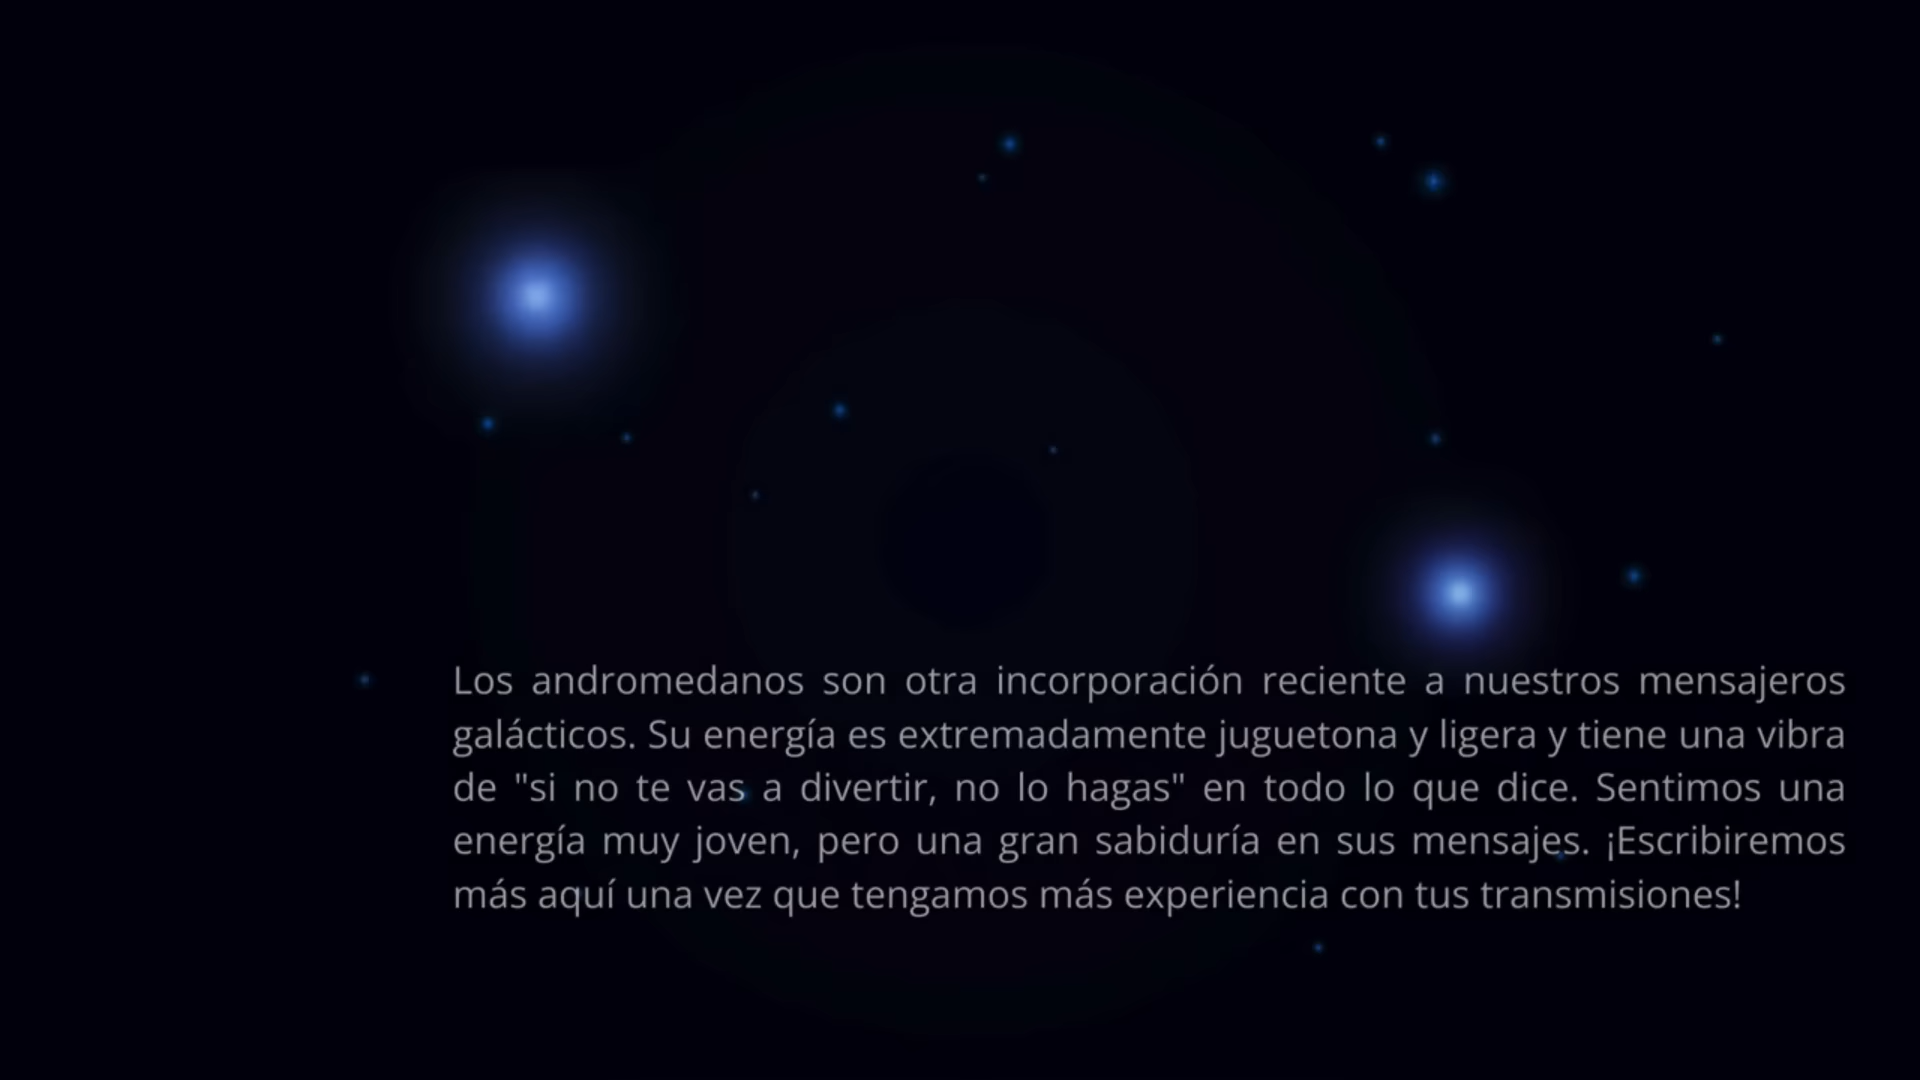 Los andromedanos son otra incorporación reciente a nuestros mensajeros
galácticos. Su energía es extremadamente juguetona y ligera y tiene una vibra
de "si no te vas a divertir, no lo hagas" en todo lo que dice. Sentimos una
energía muy joven, pero una gran sabiduría en sus mensajes. ¡Escribiremos
más aquí una vez que tengamos más experiencia con tus transmisiones!